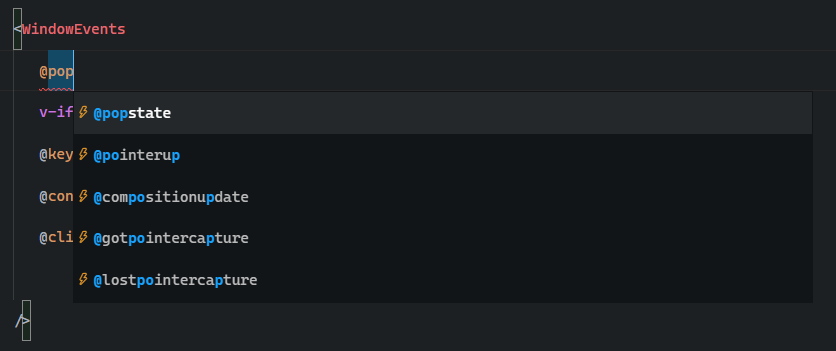 <WindowEvents
@pop
@popstate
v-if
@pointerup
@key
@compositionupdate
@con
@gotpointercapture
@cli
@lostpointercapture
/>